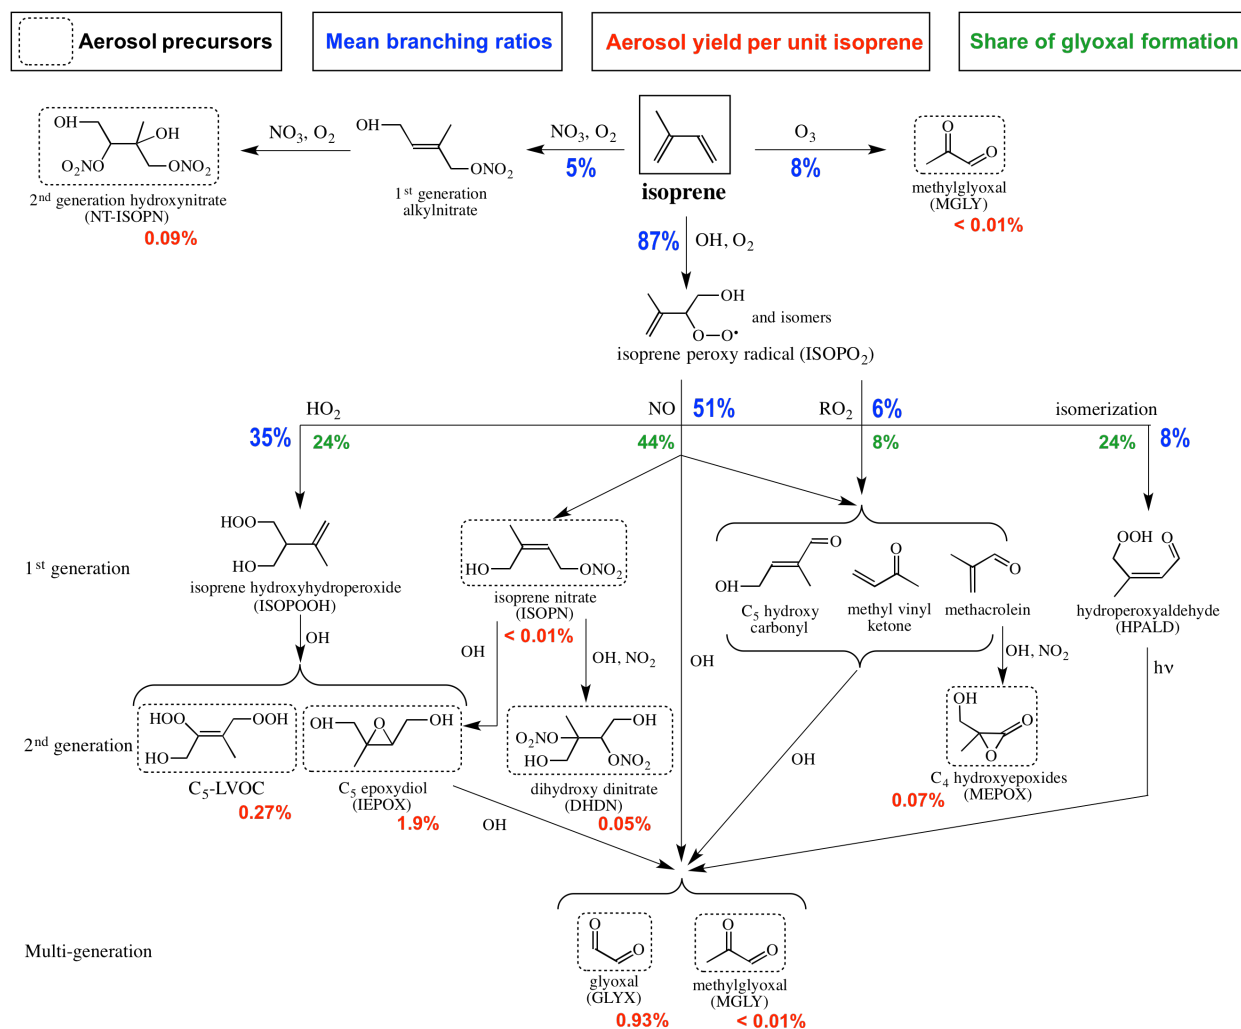 Aerosol precursors
Mean branching ratios
Aerosol yield per unit isoprene
Share of glyoxal formation
OH
OH
O₂NO
ONO₂
NO₃, O₂
OH
ONO₂
NO₃, O₂
5%
isoprene
O₃
8%
O
O
2nd generation hydroxynitrate
(NT-ISOPN)
0.09%
1st generation
alkylnitrate
methylglyoxal
(MGLY)
< 0.01%
87%
OH, O₂
OH
O
O•
and isomers
isoprene peroxy radical (ISOPO₂)
HO₂
NO
51%
RO₂
6%
isomerization
35%
24%
44%
8%
24%
8%
1st generation
HOO
HO
isoprene hydroxyhydroperoxide
(ISOPOOH)
OH
HO
ONO₂
isoprene nitrate
(ISOPN)
< 0.01%
OH
OH, NO₂
OH
O
HO
C₅ hydroxy
carbonyl
O
methyl vinyl
ketone
O
methacrolein
OH, NO₂
OOH
O
hydroperoxyaldehyde
(HPALD)
hν
2nd generation
HOO
OOH
HO
C₅-LVOC
0.27%
OH
O
OH
C₅ epoxydiol
(IEPOX)
1.9%
OH
OH
O₂NO
HO
ONO₂
dihydroxy dinitrate
(DHDN)
0.05%
OH
OH
O
O
C₄ hydroxyepoxides
(MEPOX)
0.07%
Multi-generation
O
O
glyoxal
(GLYX)
0.93%
O
O
methylglyoxal
(MGLY)
< 0.01%